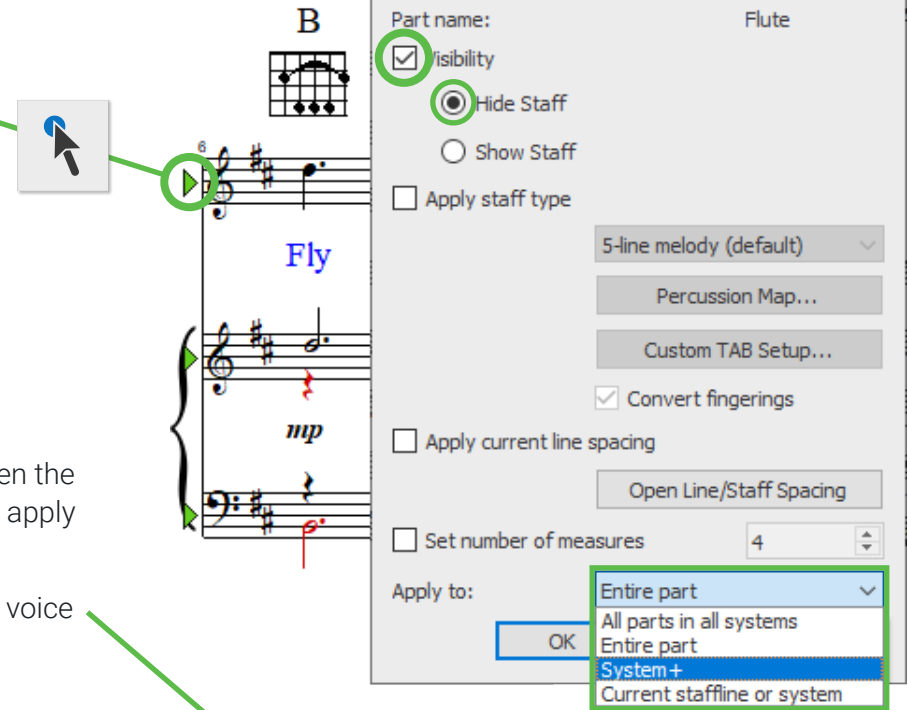 B
6
Fly
mp
en the
apply
voice
Part name: Flute
isibility
Hide Staff
Show Staff
Apply staff type
5-line melody (default)
Percussion Map...
Custom TAB Setup...
Convert fingerings
Apply current line spacing
Open Line/Staff Spacing
Set number of measures 4
Apply to: Entire part
All parts in all systems
OK Entire part
System+
Current staffline or system